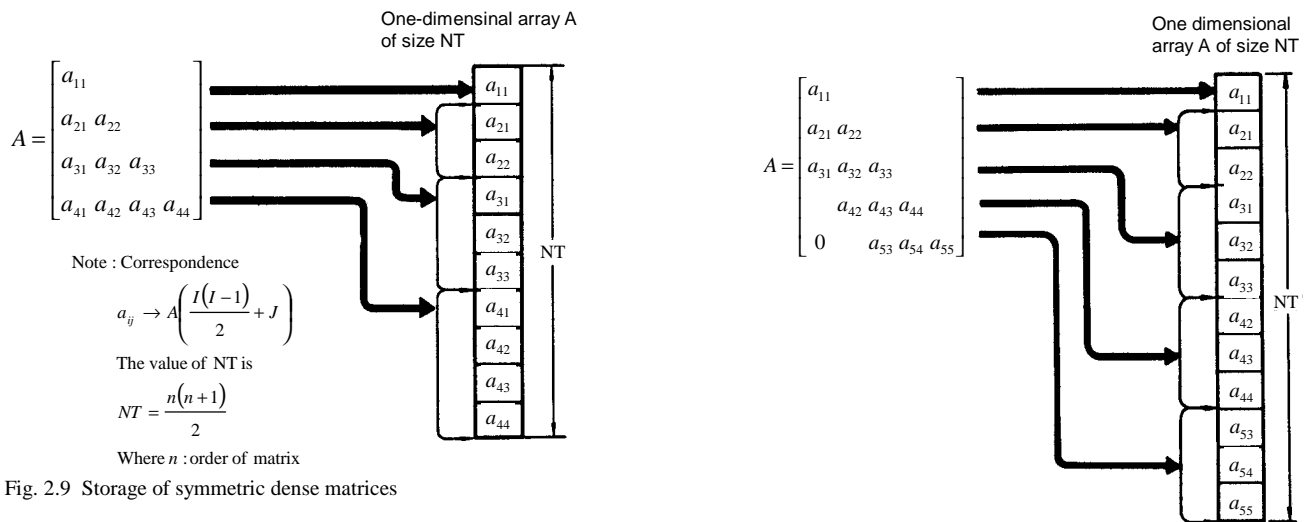 One-dimensinal array A
of size NT
A =
a11
a21 a22
a31 a32 a33
a41 a42 a43 a44
a11
a21
a22
a31
a32
a33
a41
a42
a43
a44
NT
Note : Correspondence
aij → A(I(I−1)/2 + J)
The value of NT is
NT = n(n+1)/2
Where n : order of matrix
Fig. 2.9 Storage of symmetric dense matrices
One dimensional
array A of size NT
A =
a11
a21 a22
a31 a32 a33
a42 a43 a44
0 a53 a54 a55
a11
a21
a22
a31
a32
a33
a42
a43
a44
a53
a54
a55
NT